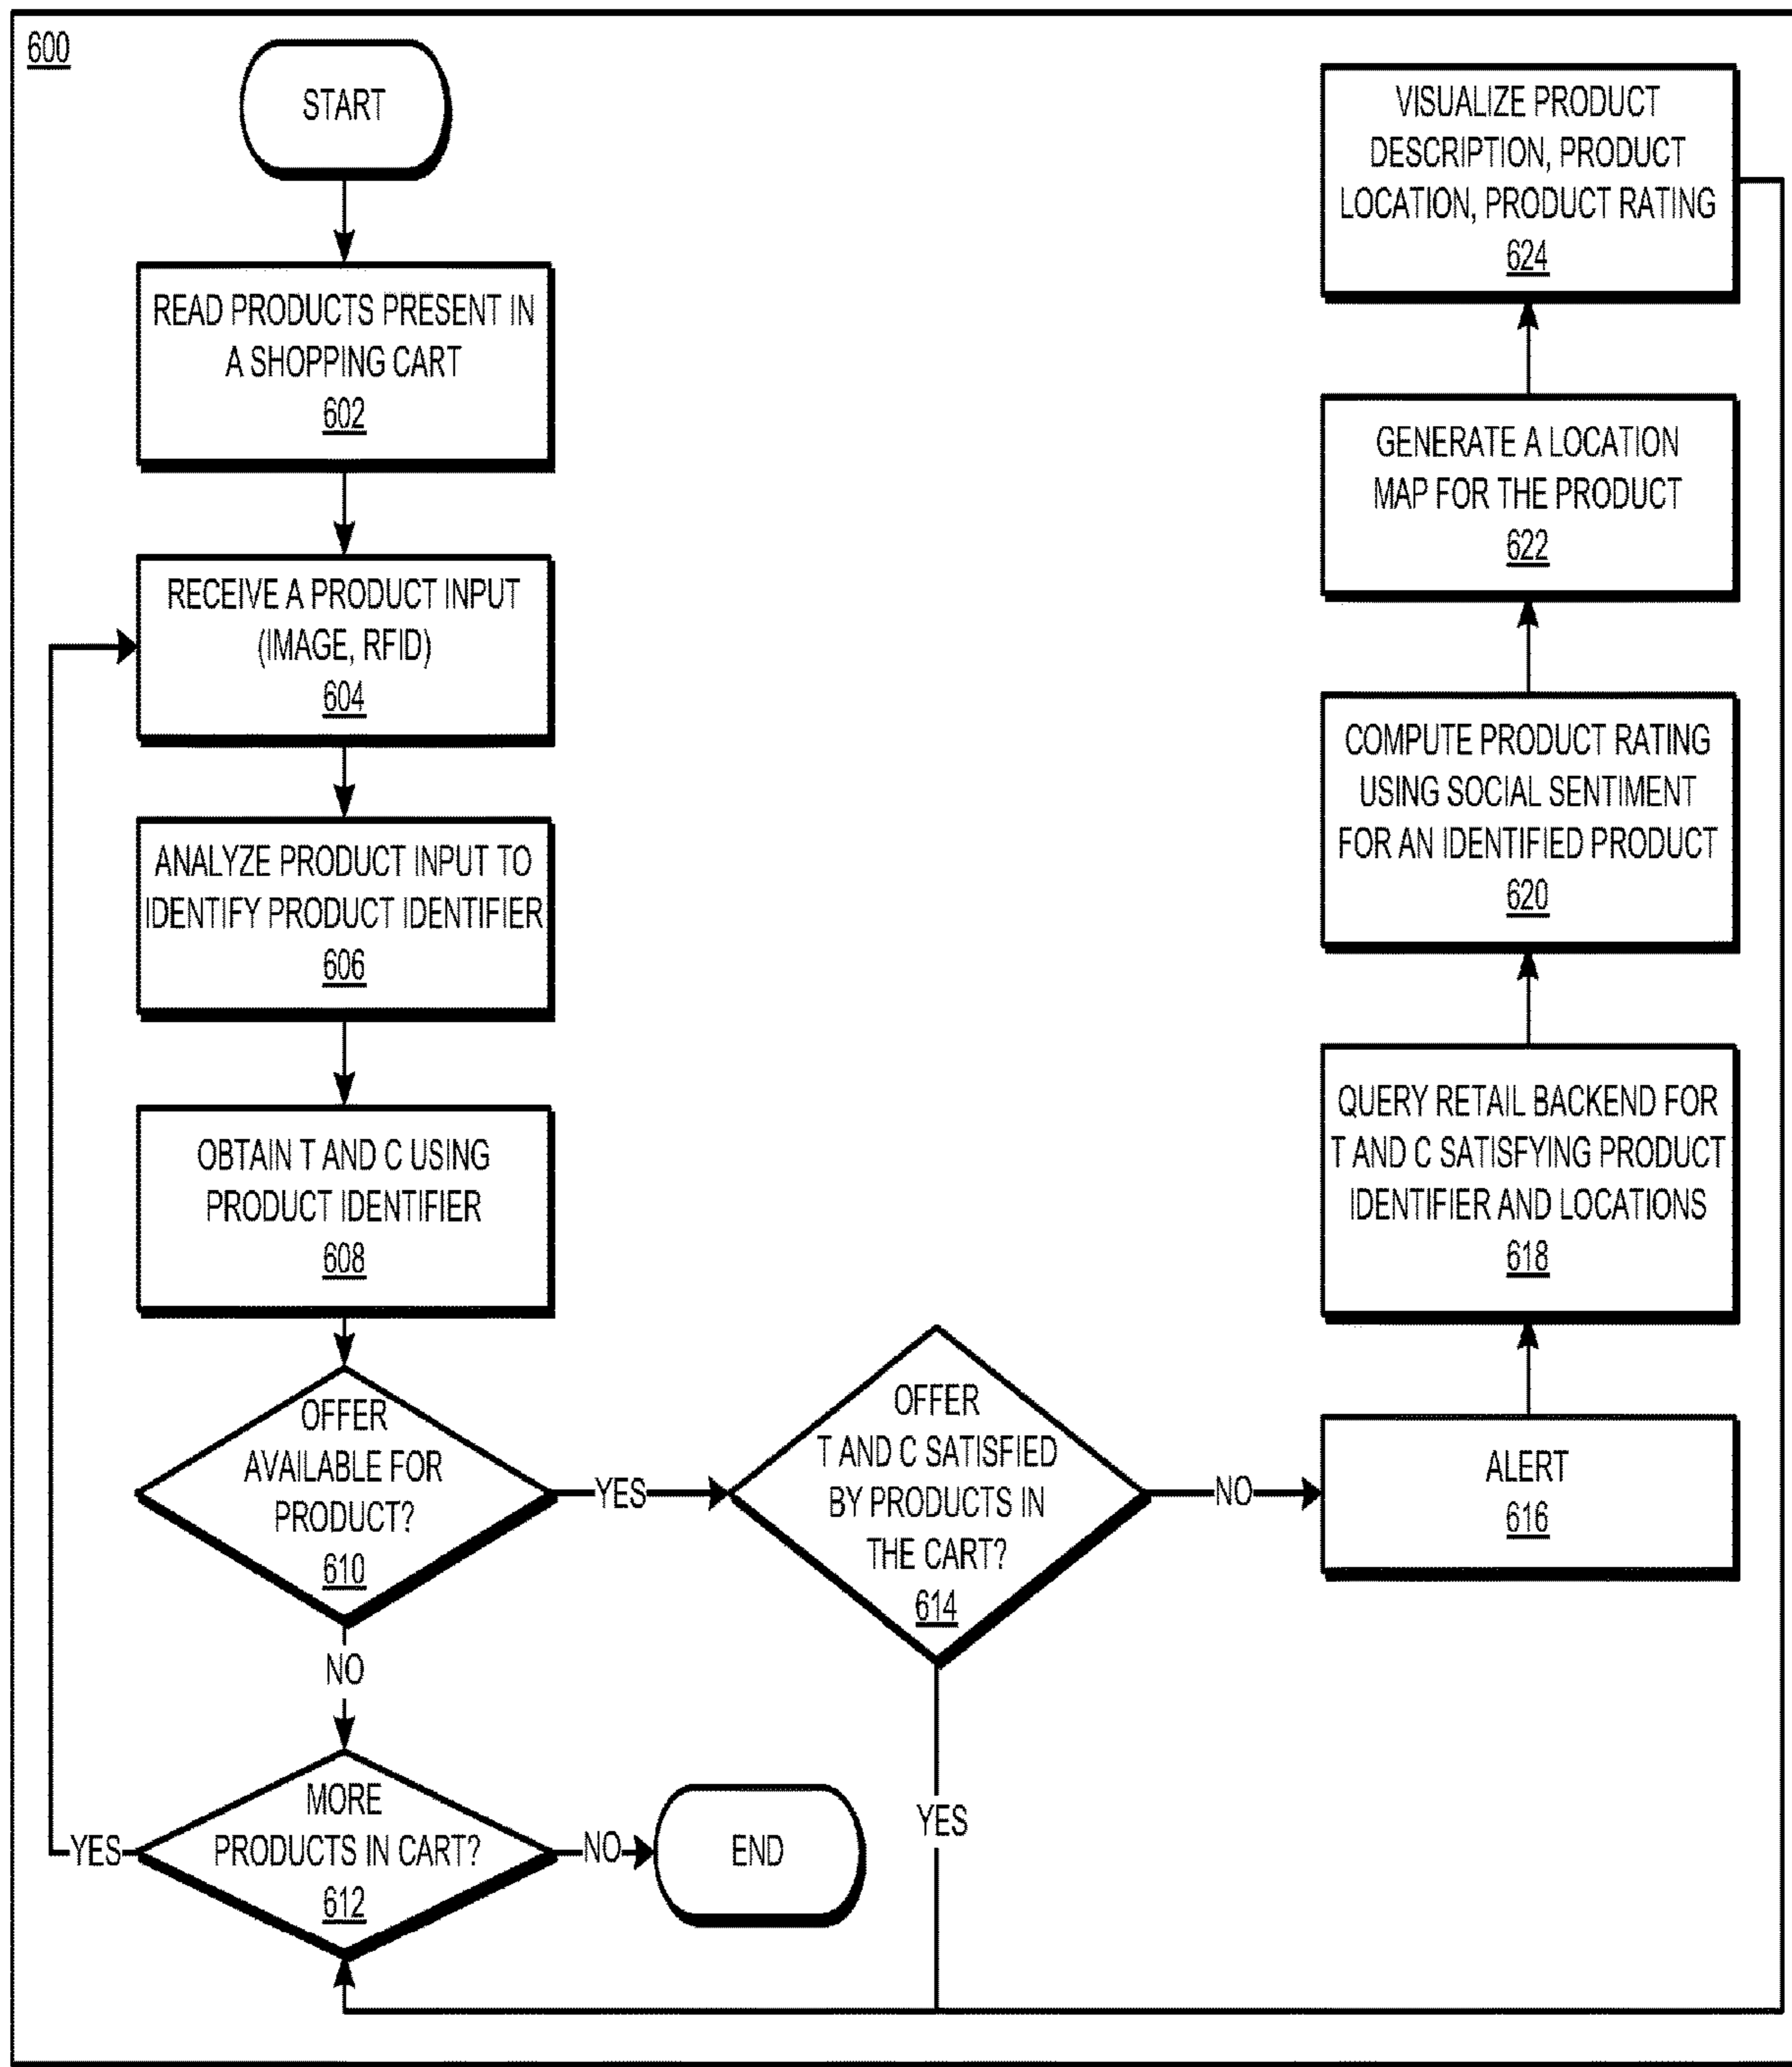 600
START
READ PRODUCTS PRESENT IN
A SHOPPING CART
602
RECEIVE A PRODUCT INPUT
(IMAGE, RFID)
604
ANALYZE PRODUCT INPUT TO
IDENTIFY PRODUCT IDENTIFIER
606
OBTAIN T AND C USING
PRODUCT IDENTIFIER
608
OFFER
AVAILABLE FOR
PRODUCT?
610
YES
NO
MORE
PRODUCTS IN CART?
612
YES
NO
END
OFFER
T AND C SATISFIED
BY PRODUCTS IN
THE CART?
614
YES
NO
ALERT
616
QUERY RETAIL BACKEND FOR
T AND C SATISFYING PRODUCT
IDENTIFIER AND LOCATIONS
618
COMPUTE PRODUCT RATING
USING SOCIAL SENTIMENT
FOR AN IDENTIFIED PRODUCT
620
GENERATE A LOCATION
MAP FOR THE PRODUCT
622
VISUALIZE PRODUCT
DESCRIPTION, PRODUCT
LOCATION, PRODUCT RATING
624